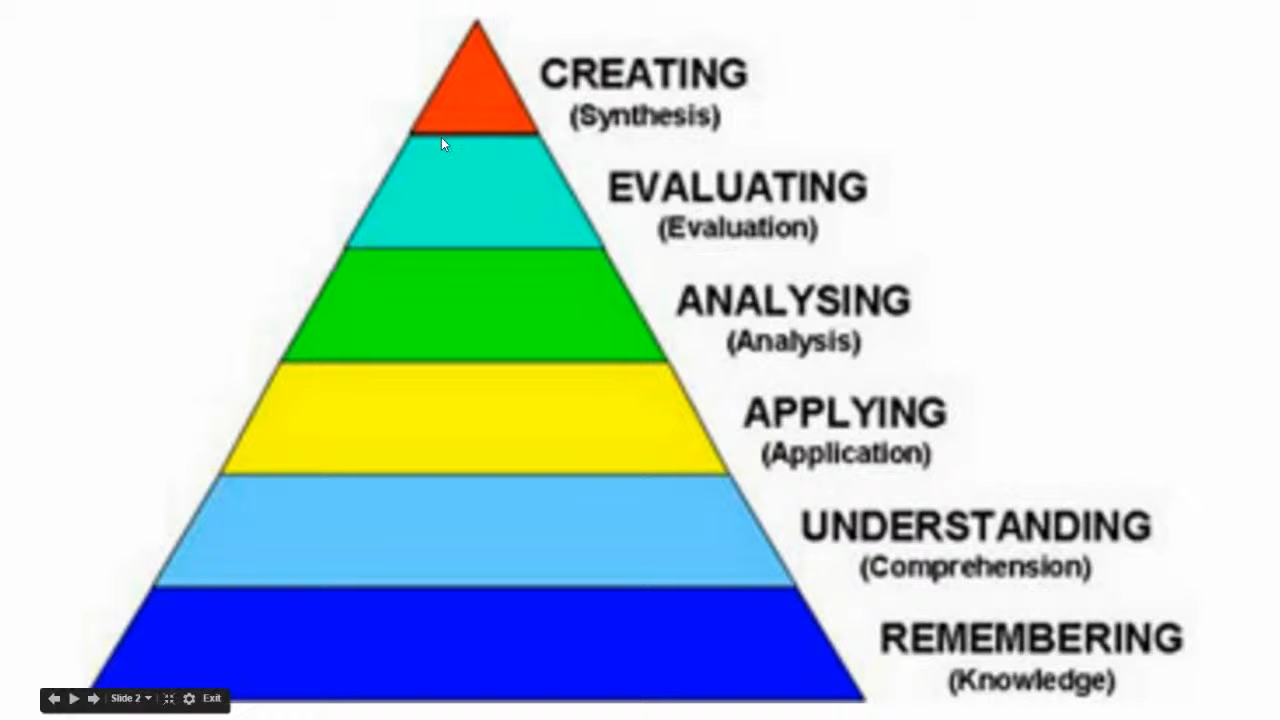 CREATING
(Synthesis)
EVALUATING
(Evaluation)
ANALYSING
(Analysis)
APPLYING
(Application)
UNDERSTANDING
(Comprehension)
REMEMBERING
(Knowledge)
Slide 2 Exit